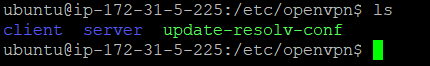 ubuntu@ip-172-31-5-225:/etc/openvpn$ ls
client  server  update-resolv-conf
ubuntu@ip-172-31-5-225:/etc/openvpn$